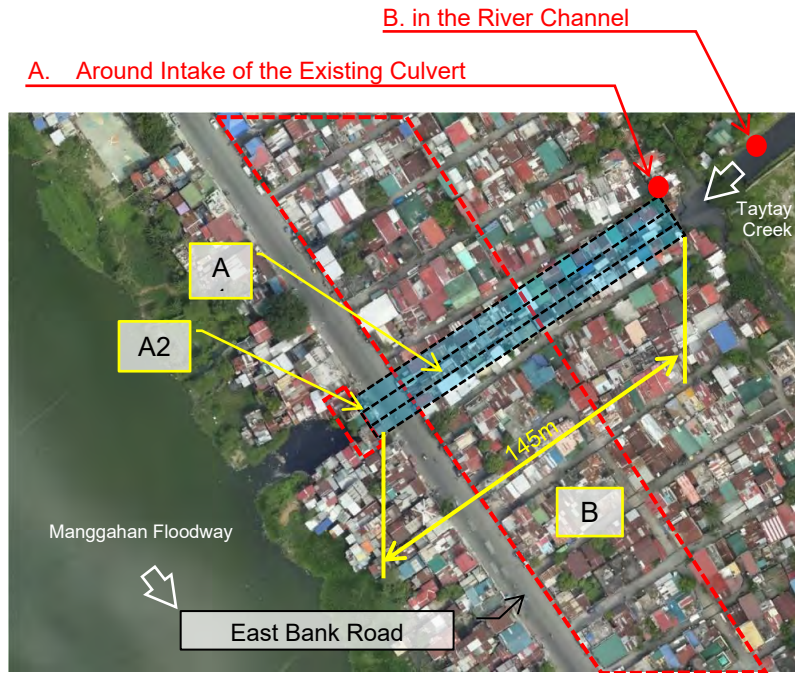 B. in the River Channel
A. Around Intake of the Existing Culvert
Taytay
Creek
A
.
A2
145m
B
Manggahan Floodway
East Bank Road